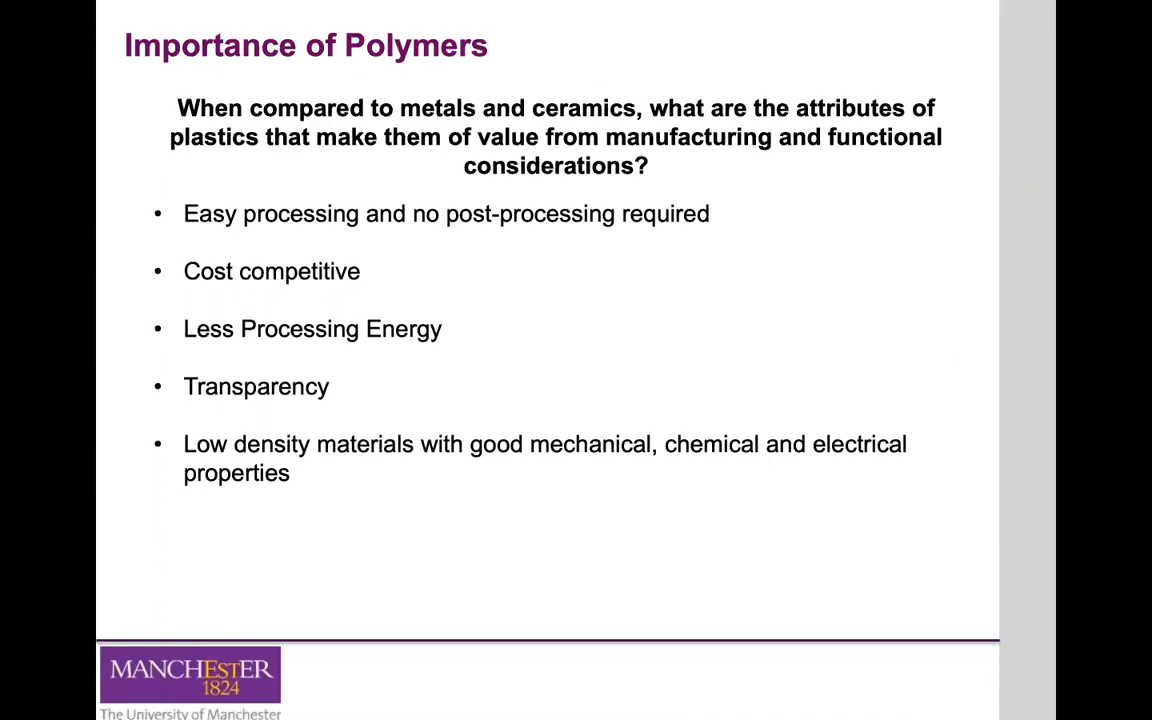 Importance of Polymers
When compared to metals and ceramics, what are the attributes of
plastics that make them of value from manufacturing and functional
considerations?
• Easy processing and no post-processing required
• Cost competitive
• Less Processing Energy
• Transparency
• Low density materials with good mechanical, chemical and electrical
properties
MANCHESTER
1824
The University of Manchester